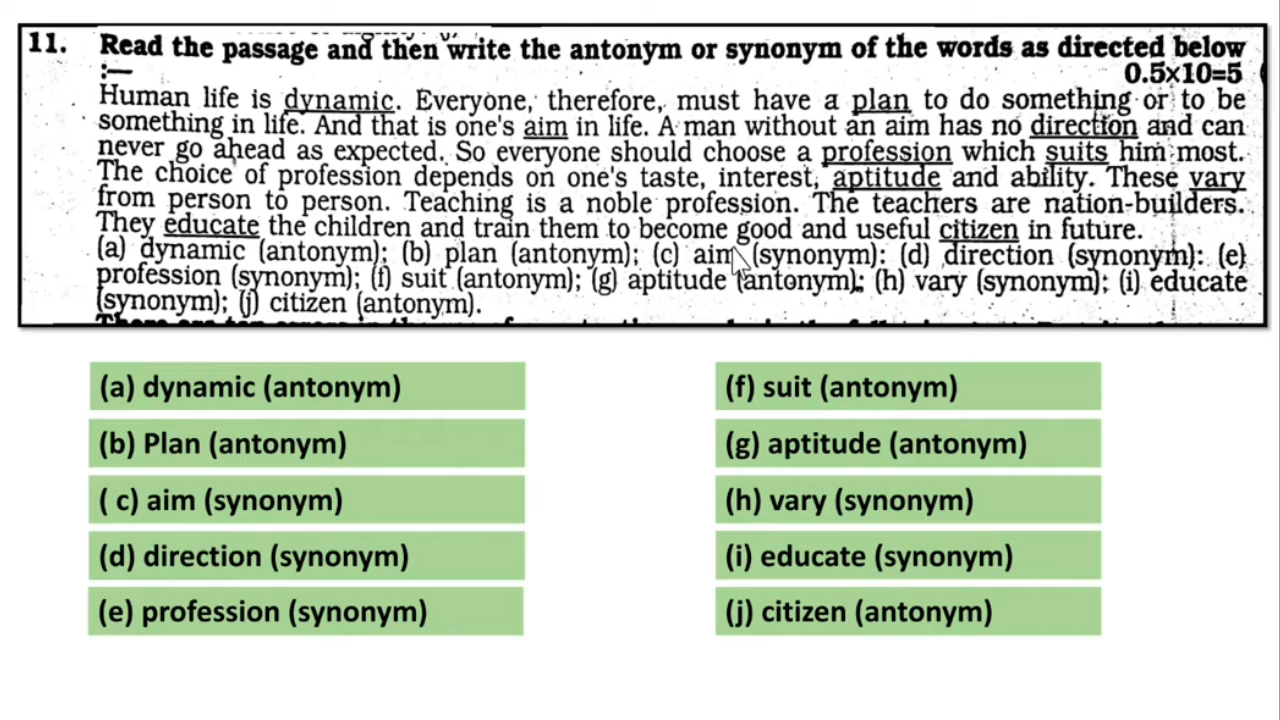 11. Read the passage and then write the antonym or synonym of the words as directed below
:— 0.5×10=5
Human life is dynamic. Everyone, therefore, must have a plan to do something or to be
something in life. And that is one's aim in life. A man without an aim has no direction and can
never go ahead as expected. So everyone should choose a profession which suits him most.
The choice of profession depends on one's taste, interest, aptitude and ability. These vary
from person to person. Teaching is a noble profession. The teachers are nation-builders.
They educate the children and train them to become good and useful citizen in future.
(a) dynamic (antonym); (b) plan (antonym); (c) aim (synonym): (d) direction (synonym): (e)
profession (synonym); (f) suit (antonym); (g) aptitude (antonym); (h) vary (synonym); (i) educate
(synonym); (j) citizen (antonym).
(a) dynamic (antonym)
(b) Plan (antonym)
( c) aim (synonym)
(d) direction (synonym)
(e) profession (synonym)
(f) suit (antonym)
(g) aptitude (antonym)
(h) vary (synonym)
(i) educate (synonym)
(j) citizen (antonym)